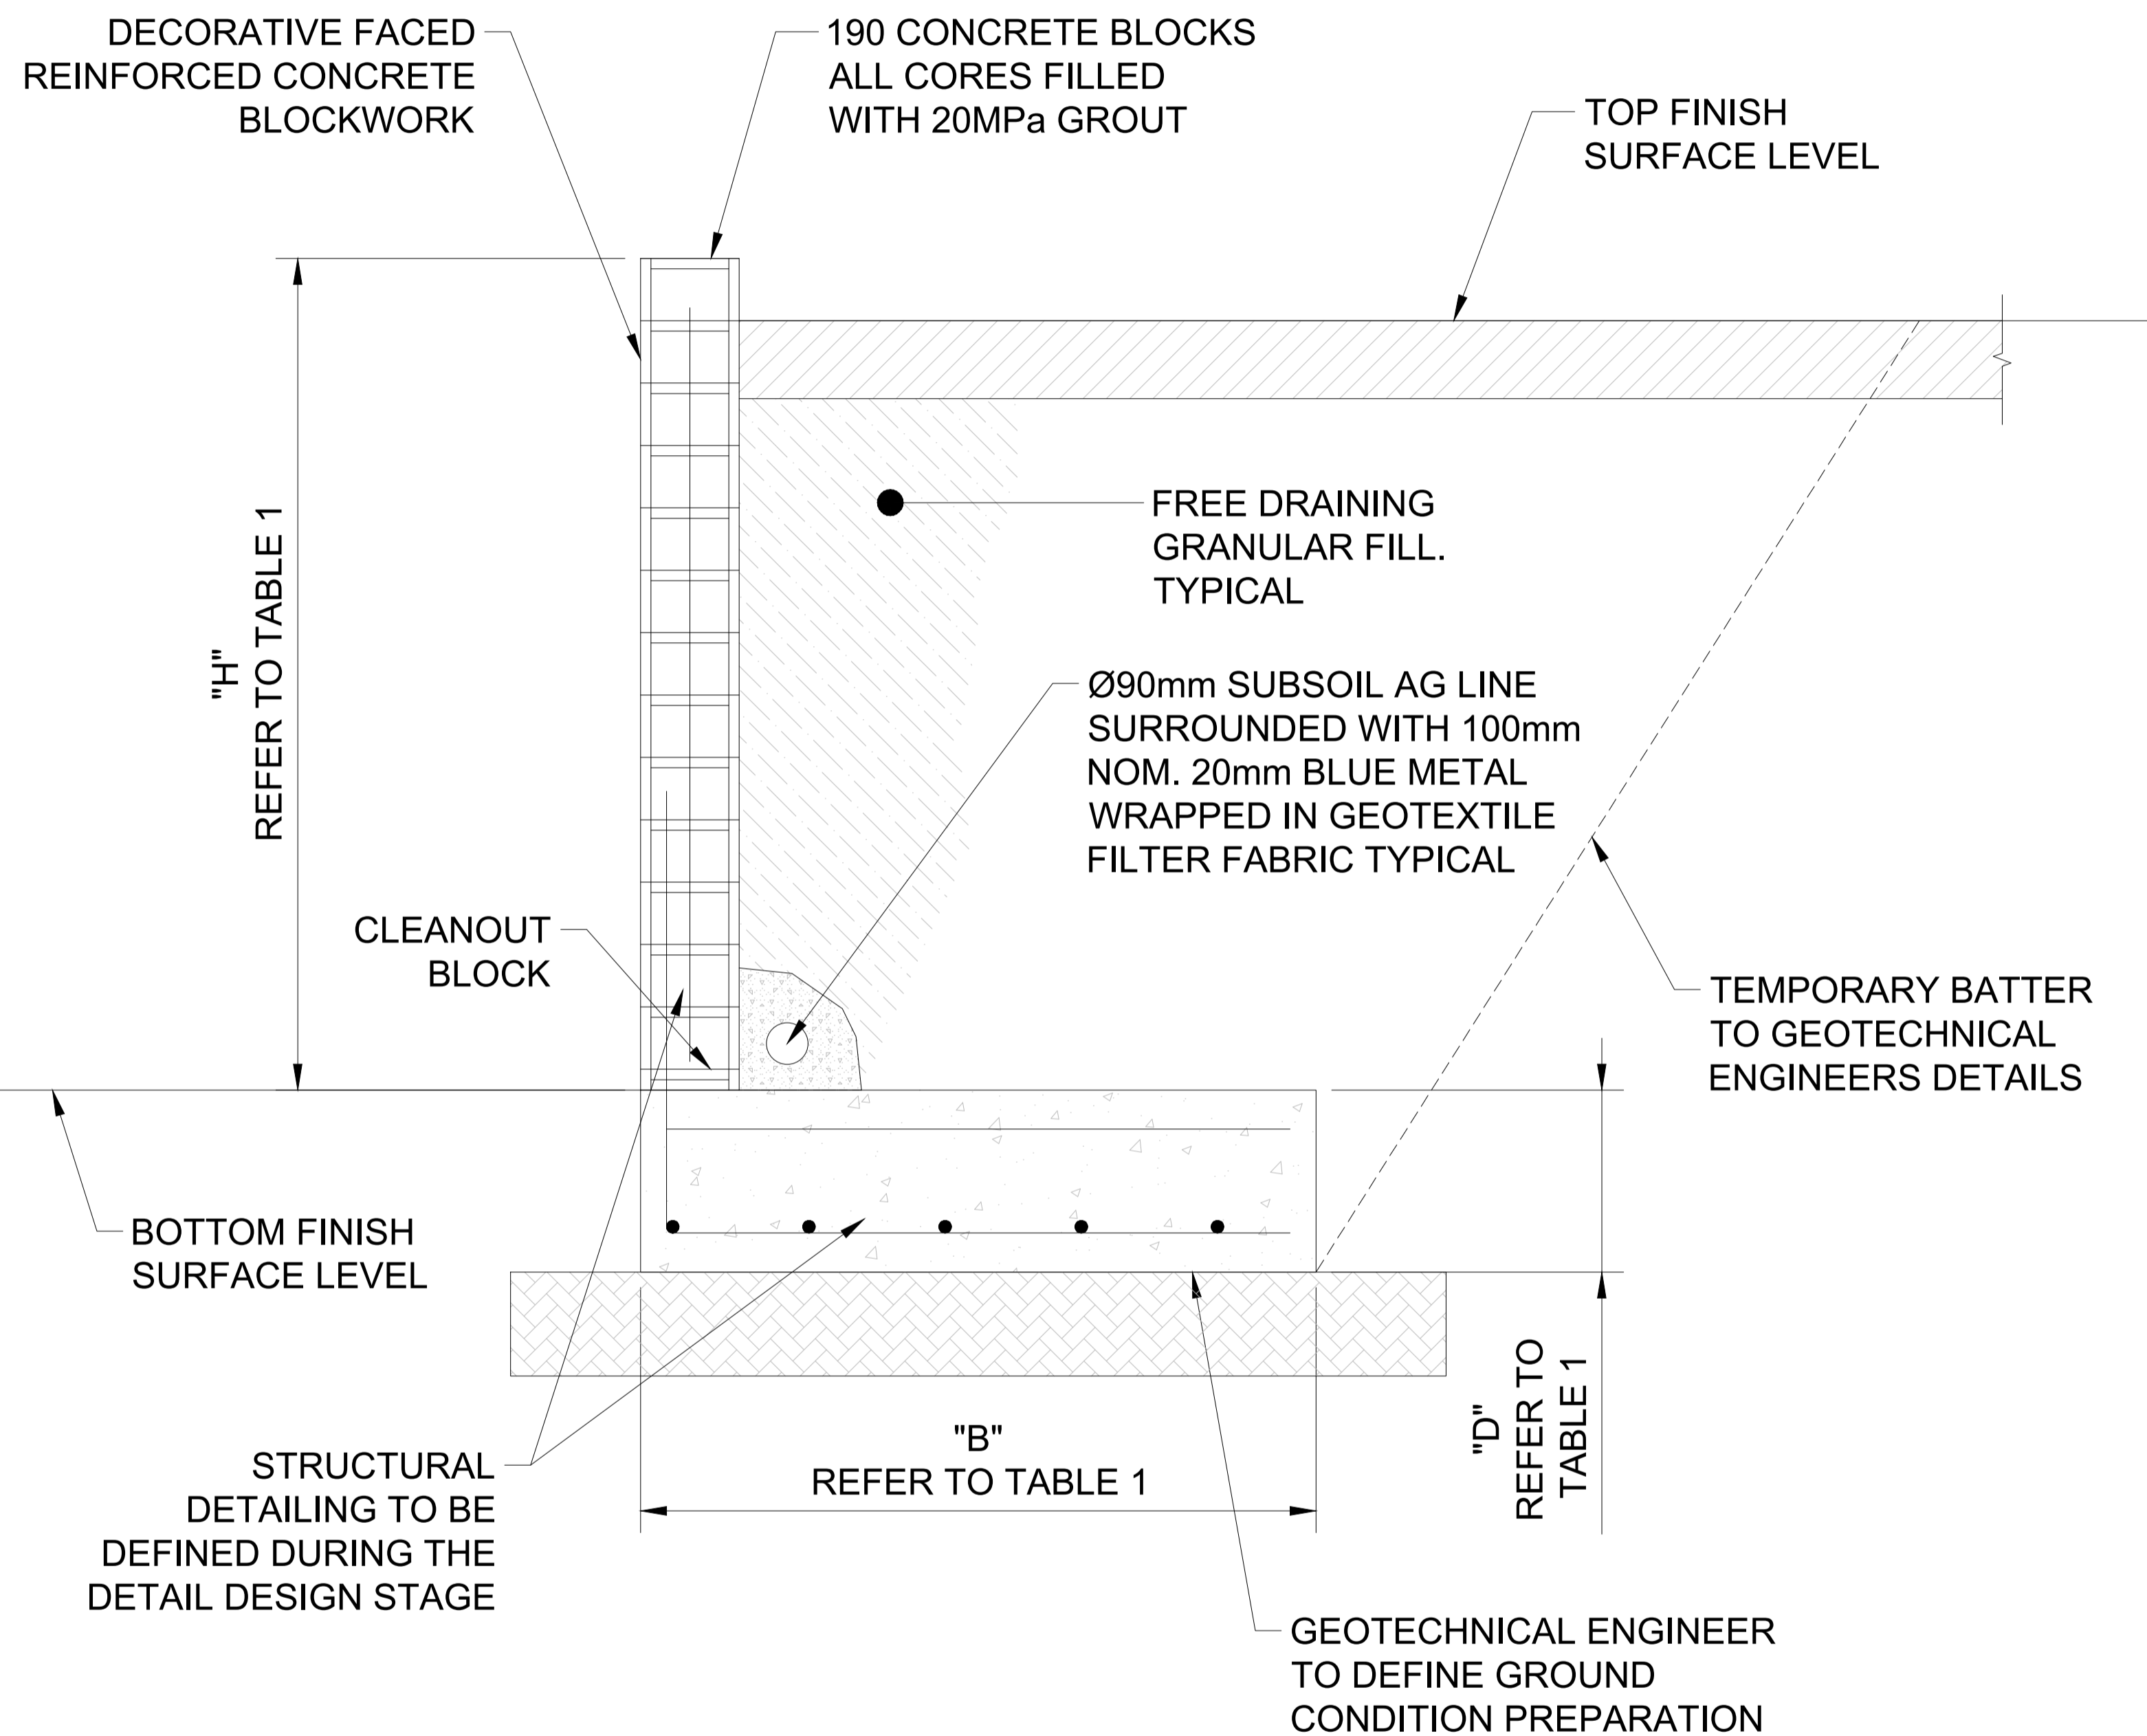 DECORATIVE FACED
REINFORCED CONCRETE
BLOCKWORK
190 CONCRETE BLOCKS
ALL CORES FILLED
WITH 20MPa GROUT
TOP FINISH
SURFACE LEVEL
"H"
REFER TO TABLE 1
FREE DRAINING
GRANULAR FILL.
TYPICAL
Ø90mm SUBSOIL AG LINE
SURROUNDED WITH 100mm
NOM. 20mm BLUE METAL
WRAPPED IN GEOTEXTILE
FILTER FABRIC TYPICAL
CLEANOUT
BLOCK
TEMPORARY BATTER
TO GEOTECHNICAL
ENGINEERS DETAILS
BOTTOM FINISH
SURFACE LEVEL
"B"
REFER TO TABLE 1
"D"
REFER TO
TABLE 1
STRUCTURAL
DETAILING TO BE
DEFINED DURING THE
DETAIL DESIGN STAGE
GEOTECHNICAL ENGINEER
TO DEFINE GROUND
CONDITION PREPARATION